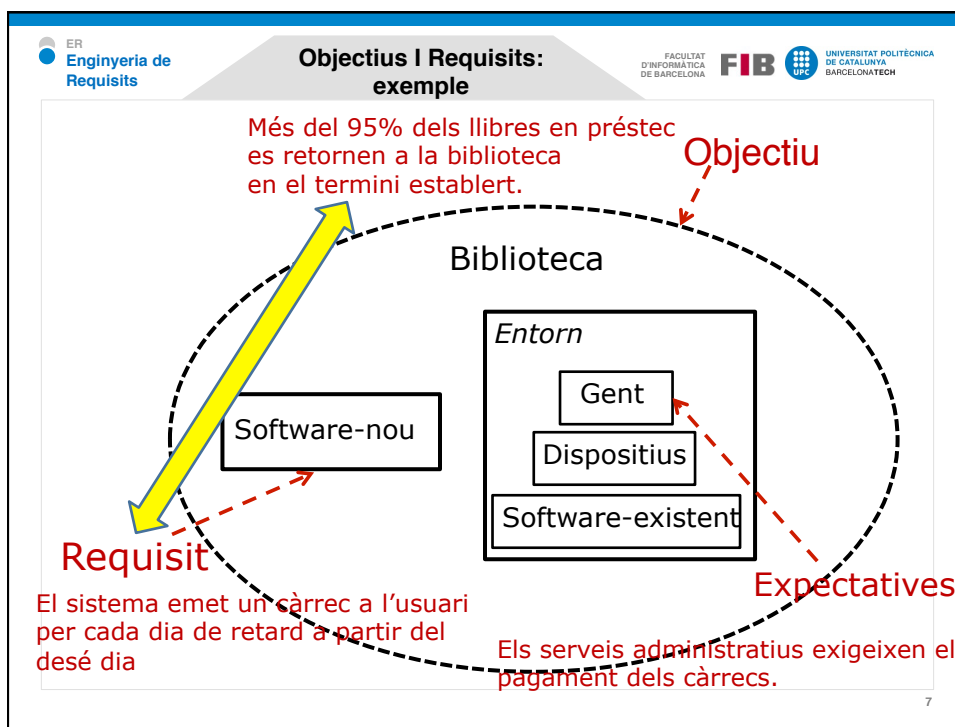 ER
Enginyeria de
Requisits
Objectius I Requisits:
exemple
FACULTAT
D'INFORMÀTICA
DE BARCELONA
FIB
UPC
UNIVERSITAT POLITÈCNICA
DE CATALUNYA
BARCELONATECH
Més del 95% dels llibres en préstec
es retornen a la biblioteca
en el termini establert.
Objectiu
Biblioteca
Entorn
Gent
Software-nou
Dispositius
Software-existent
Requisit
Expectatives
El sistema emet un càrrec a l'usuari
per cada dia de retard a partir del
desé dia
Els serveis administratius exigeixen el
pagament dels càrrecs.
7